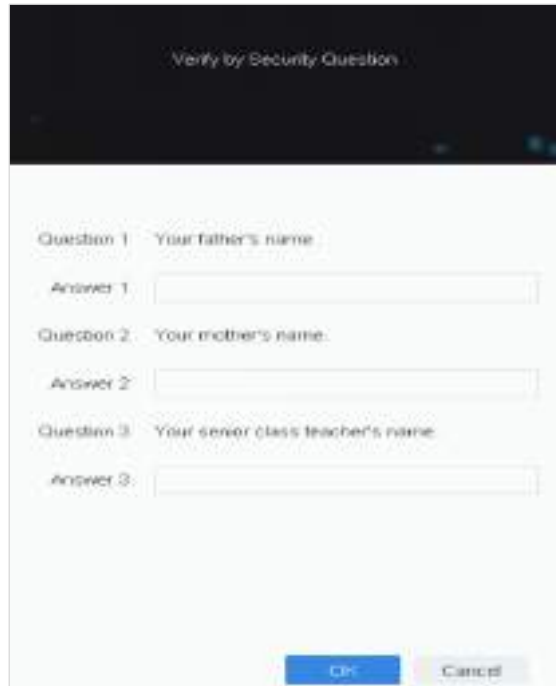 Verify by Security Question
Question 1 Your father's name.
Answer 1
Question 2 Your mother's name.
Answer 2
Question 3 Your senior class teacher's name.
Answer 3
OK Cancel